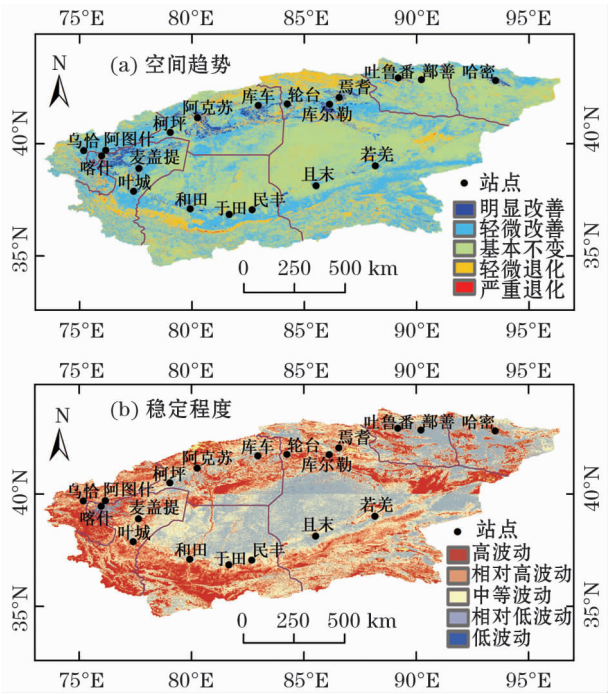 75°E 80°E 85°E 90°E 95°E
N
(a) 空间趋势
吐鲁番 鄯善 哈密
焉耆
库车 轮台
阿克苏 库尔勒
柯坪
乌恰 阿图什
喀什 麦盖提
叶城
若羌
且末
和田 于田 民丰
40°N 40°N
35°N 35°N
站点
明显改善
轻微改善
基本不变
轻微退化
严重退化
0 250 500 km
75°E 80°E 85°E 90°E 95°E
75°E 80°E 85°E 90°E 95°E
N
(b) 稳定程度
吐鲁番 鄯善 哈密
焉耆
库车 轮台
阿克苏 库尔勒
柯坪
乌恰 阿图什
喀什 麦盖提
叶城
若羌
且末
和田 于田 民丰
40°N 40°N
35°N 35°N
站点
高波动
相对高波动
中等波动
相对低波动
低波动
0 250 500 km
75°E 80°E 85°E 90°E 95°E